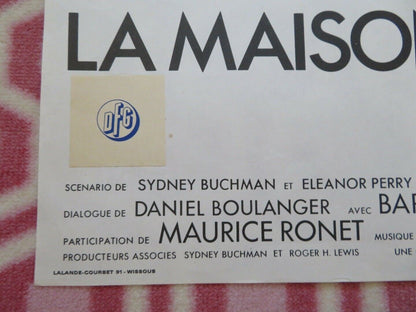 LA MAISO
DFG
SCENARIO DE SYDNEY BUCHMAN ET ELEANOR PERRY
DIALOGUE DE DANIEL BOULANGER AVEC BAR
PARTICIPATION DE MAURICE RONET MUSIQUE
PRODUCTEURS ASSOCIES SYDNEY BUCHMAN ET ROGER H. LEWIS UNE
LALANDE-COURBET 91 - WISSOUS